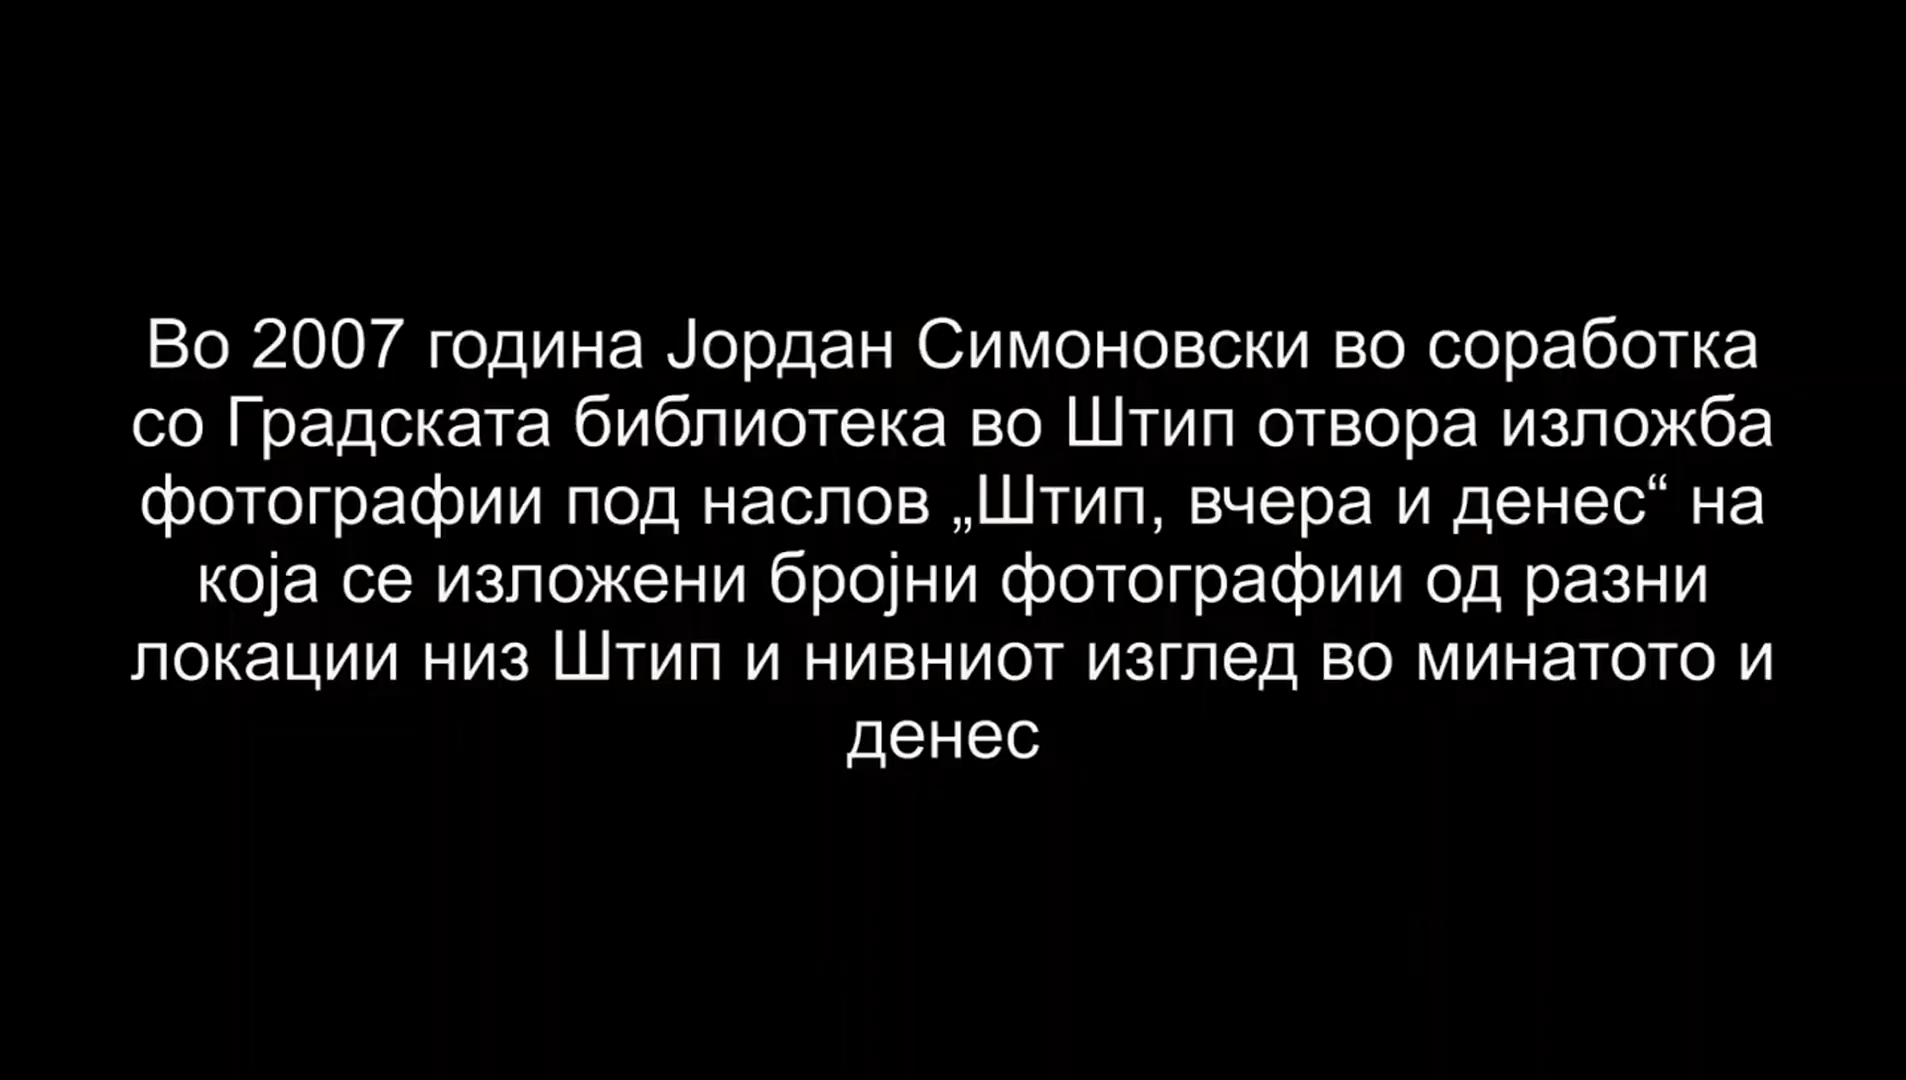 Во 2007 година Јордан Симоновски во соработка
со Градската библиотека во Штип отвора изложба
фотографии под наслов „Штип, вчера и денес“ на
која се изложени бројни фотографии од разни
локации низ Штип и нивниот изглед во минатото и
денес